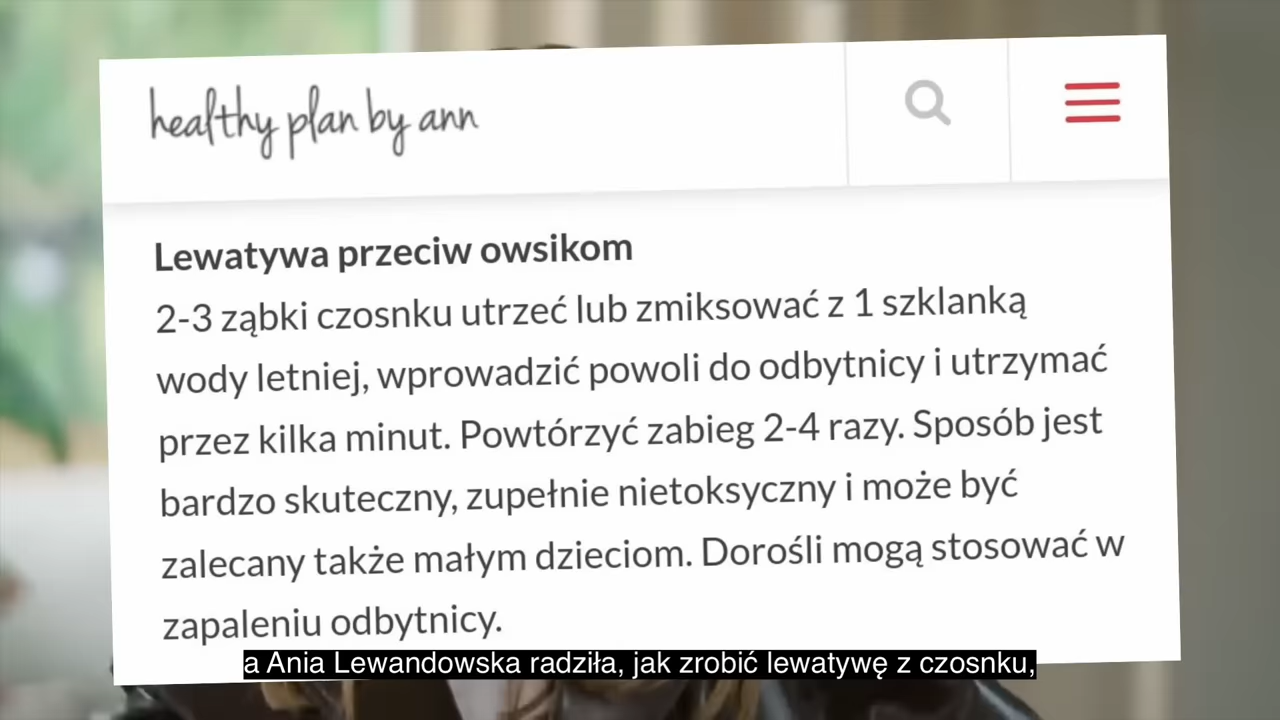 healthy plan by ann
Lewatywa przeciw owsikom
2-3 ząbki czosnku utrzeć lub zmiksować z 1 szklanką
wody letniej, wprowadzić powoli do odbytnicy i utrzymać
przez kilka minut. Powtórzyć zabieg 2-4 razy. Sposób jest
bardzo skuteczny, zupełnie nietoksyczny i może być
zalecany także małym dzieciom. Dorośli mogą stosować w
zapaleniu odbytnicy.
a Ania Lewandowska radziła, jak zrobić lewatywę z czosnku,